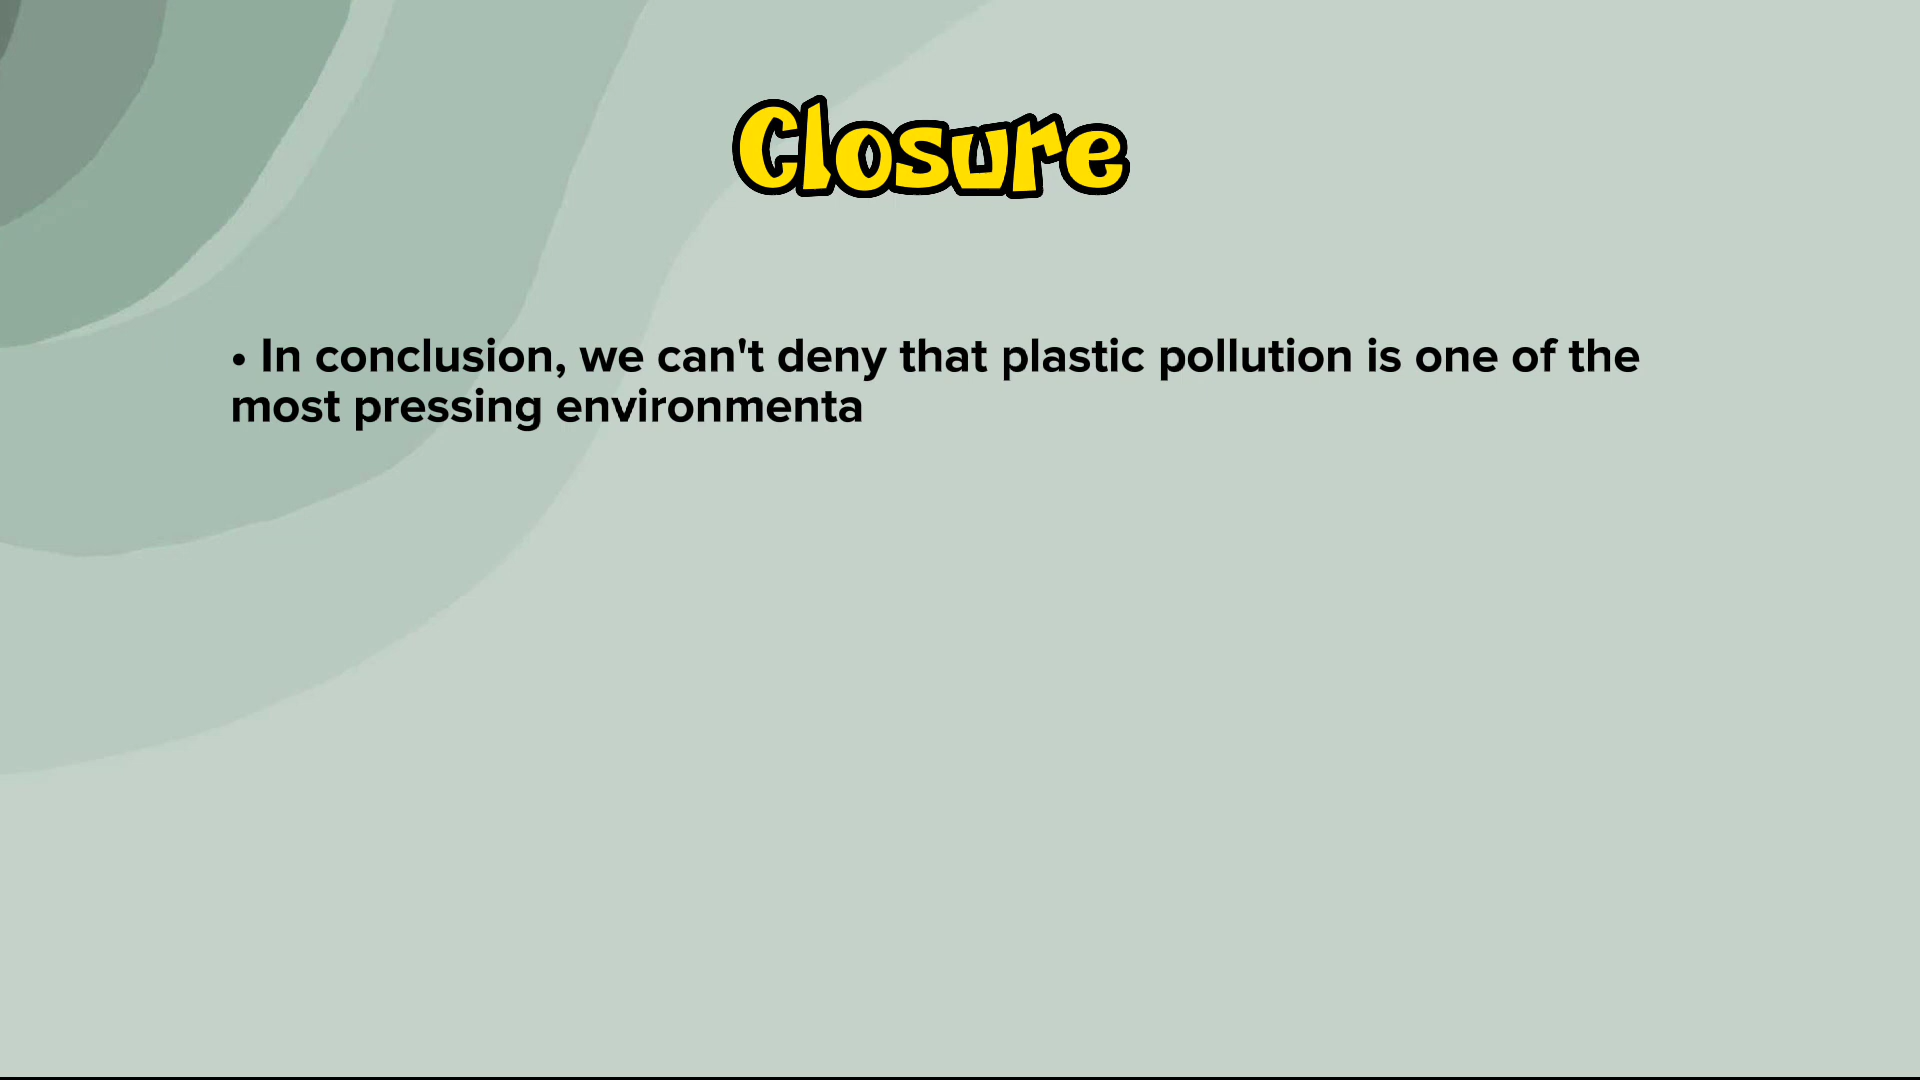 Closure
• In conclusion, we can't deny that plastic pollution is one of the
most pressing environmenta